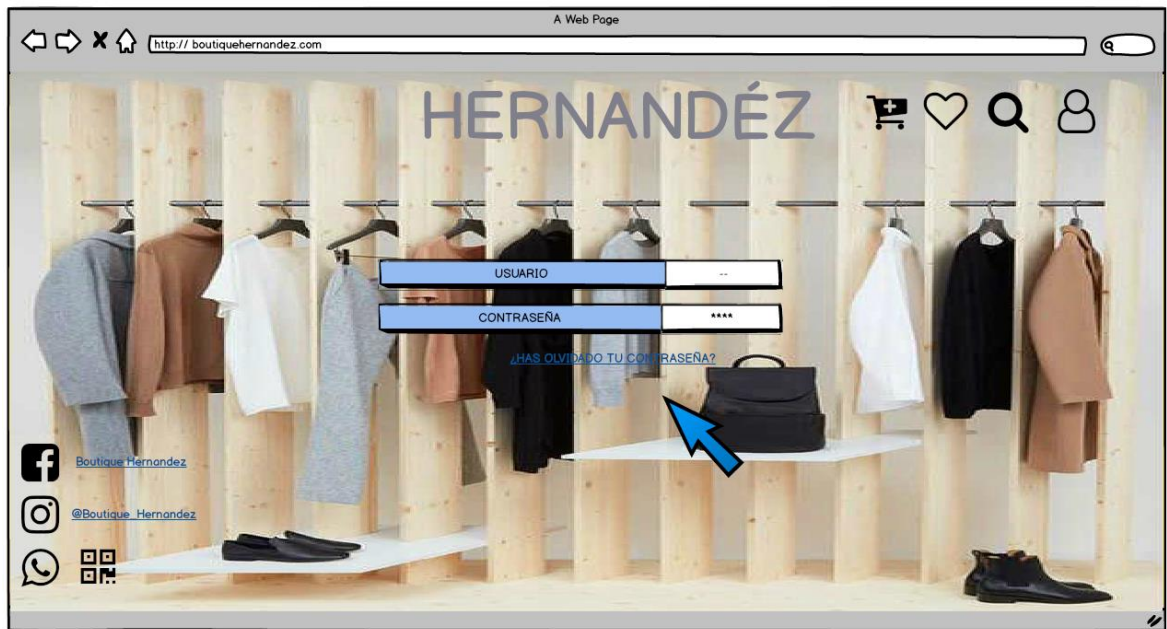 A Web Page
http:// boutiquehernandez.com
HERNANDÉZ
USUARIO --
CONTRASEÑA ****
¿HAS OLVIDADO TU CONTRASEÑA?
Boutique Hernandez
@Boutique_Hernandez